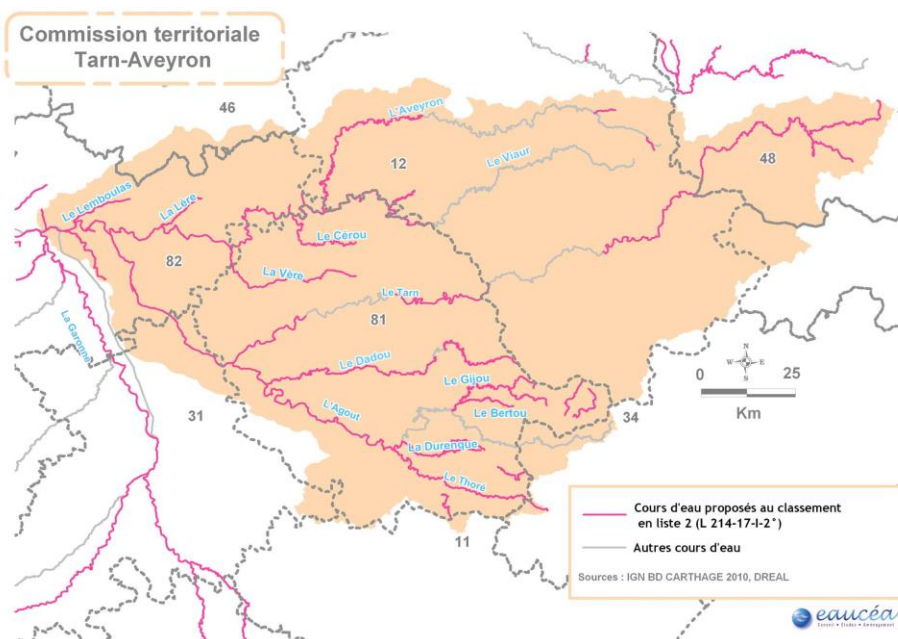 Commission territoriale
Tarn-Aveyron
46
L'Aveyron
12
Le Viaur
48
Le Lemboulas
La Lère
Le Cérou
82
La Vère
Le Tarn
81
La Garonne
Le Dadou
Le Gijou
L'Agout
Le Bertou
31
34
La Durenque
Le Thoré
11
N
W E
S
0 25
Km
Cours d'eau proposés au classement
en liste 2 (L 214-17-I-2°)
Autres cours d'eau
Sources : IGN BD CARTHAGE 2010, DREAL
eaucéa
Conseil • Études • Aménagement